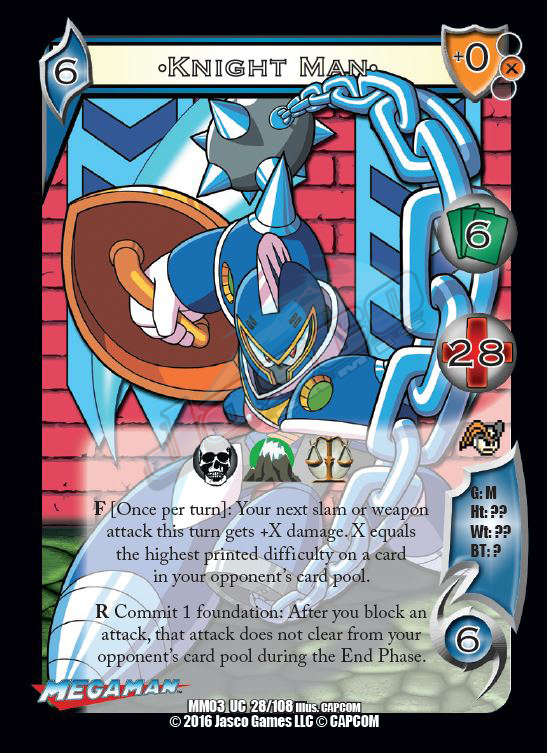 6
•KNIGHT MAN•
+0
6
28
F [Once per turn]: Your next slam or weapon
attack this turn gets +X damage. X equals
the highest printed difficulty on a card
in your opponent's card pool.
R Commit 1 foundation: After you block an
attack, that attack does not clear from your
opponent's card pool during the End Phase.
G: M
Ht: ??
Wt: ??
BT: ?
6
MEGAMAN™
MM03 UC 28/108 Illus. CAPCOM
© 2016 Jasco Games LLC © CAPCOM